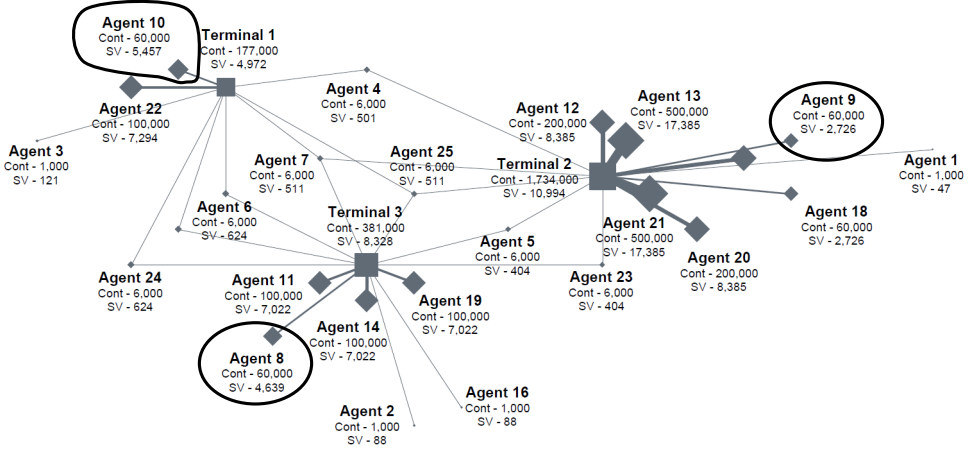 Agent 10
Cont - 60,000
SV - 5,457
Terminal 1
Cont - 177,000
SV - 4,972
Agent 22
Cont - 100,000
SV - 7,294
Agent 3
Cont - 1,000
SV - 121
Agent 4
Cont - 6,000
SV - 501
Agent 12
Cont - 200,000
SV - 8,385
Agent 13
Cont - 500,000
SV - 17,385
Agent 9
Cont - 60,000
SV - 2,726
Agent 1
Cont - 1,000
SV - 47
Agent 7
Cont - 6,000
SV - 511
Agent 25
Cont - 6,000
SV - 511
Terminal 2
Cont - 1,734,000
SV - 10,994
Agent 6
Cont - 6,000
SV - 624
Terminal 3
Cont - 381,000
SV - 8,328
Agent 5
Cont - 6,000
SV - 404
Agent 21
Cont - 500,000
SV - 17,385
Agent 18
Cont - 60,000
SV - 2,726
Agent 20
Cont - 200,000
SV - 8,385
Agent 24
Cont - 6,000
SV - 624
Agent 11
Cont - 100,000
SV - 7,022
Agent 14
Cont - 100,000
SV - 7,022
Agent 19
Cont - 100,000
SV - 7,022
Agent 23
Cont - 6,000
SV - 404
Agent 8
Cont - 60,000
SV - 4,639
Agent 2
Cont - 1,000
SV - 88
Agent 16
Cont - 1,000
SV - 88